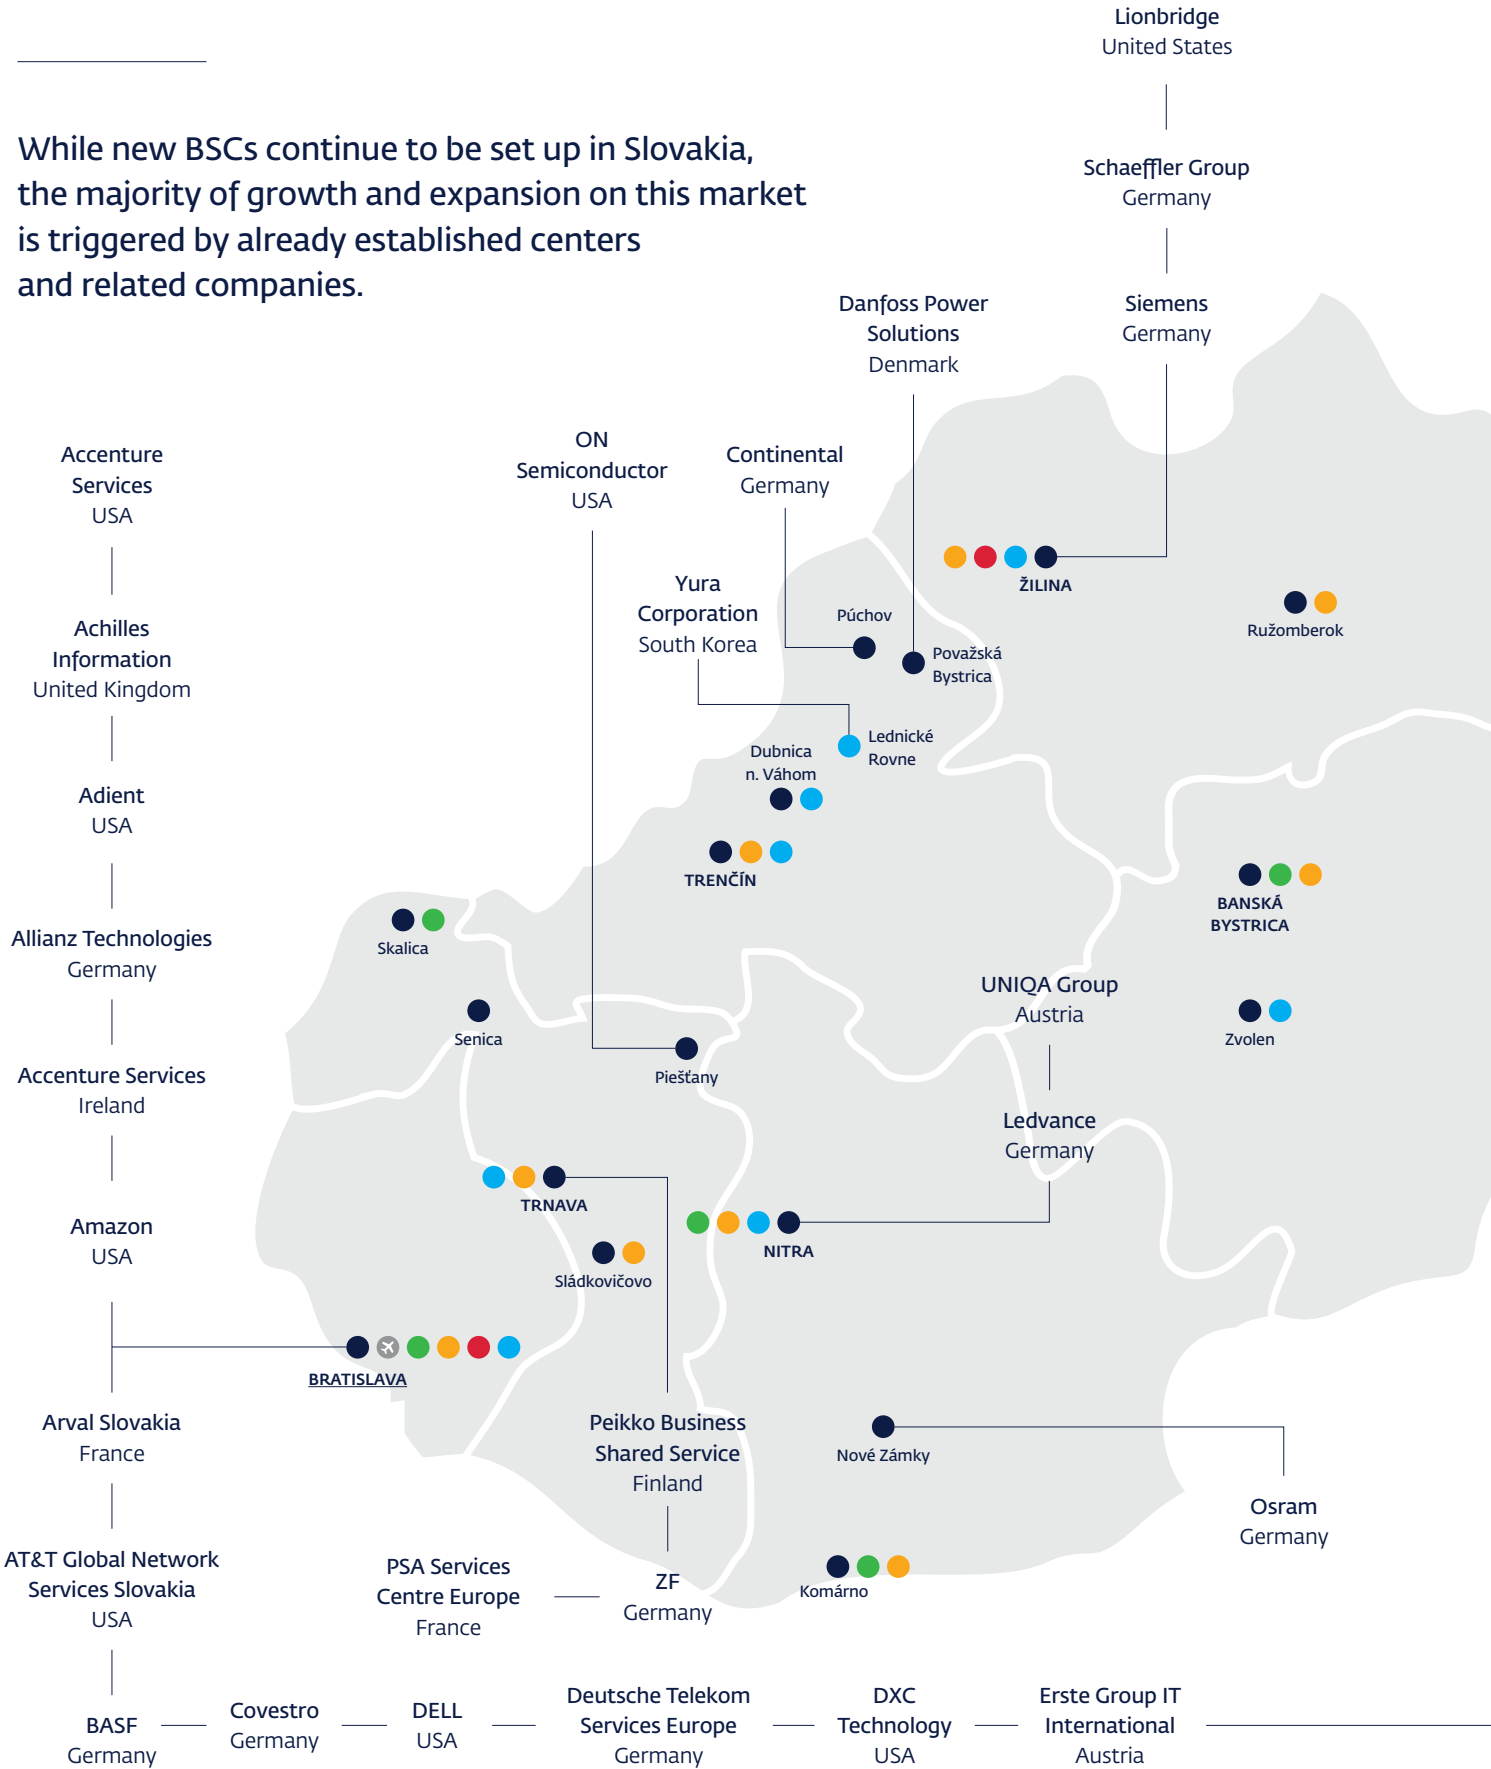 While new BSCs continue to be set up in Slovakia,
the majority of growth and expansion on this market
is triggered by already established centers
and related companies.
Lionbridge
United States
Schaeffler Group
Germany
Siemens
Germany
Danfoss Power
Solutions
Denmark
ON
Semiconductor
USA
Continental
Germany
Yura
Corporation
South Korea
Accenture
Services
USA
Achilles
Information
United Kingdom
Adient
USA
Allianz Technologies
Germany
Accenture Services
Ireland
Amazon
USA
Arval Slovakia
France
AT&T Global Network
Services Slovakia
USA
BASF
Germany
Covestro
Germany
DELL
USA
Deutsche Telekom
Services Europe
Germany
DXC
Technology
USA
Erste Group IT
International
Austria
ŽILINA
Ružomberok
Púchov
Považská
Bystrica
Lednické
Rovne
Dubnica
n. Váhom
TRENČÍN
BANSKÁ
BYSTRICA
Skalica
Senica
Piešťany
UNIQA Group
Austria
Zvolen
Ledvance
Germany
TRNAVA
NITRA
Sládkovičovo
BRATISLAVA
Peikko Business
Shared Service
Finland
Nové Zámky
Osram
Germany
PSA Services
Centre Europe
France
ZF
Germany
Komárno